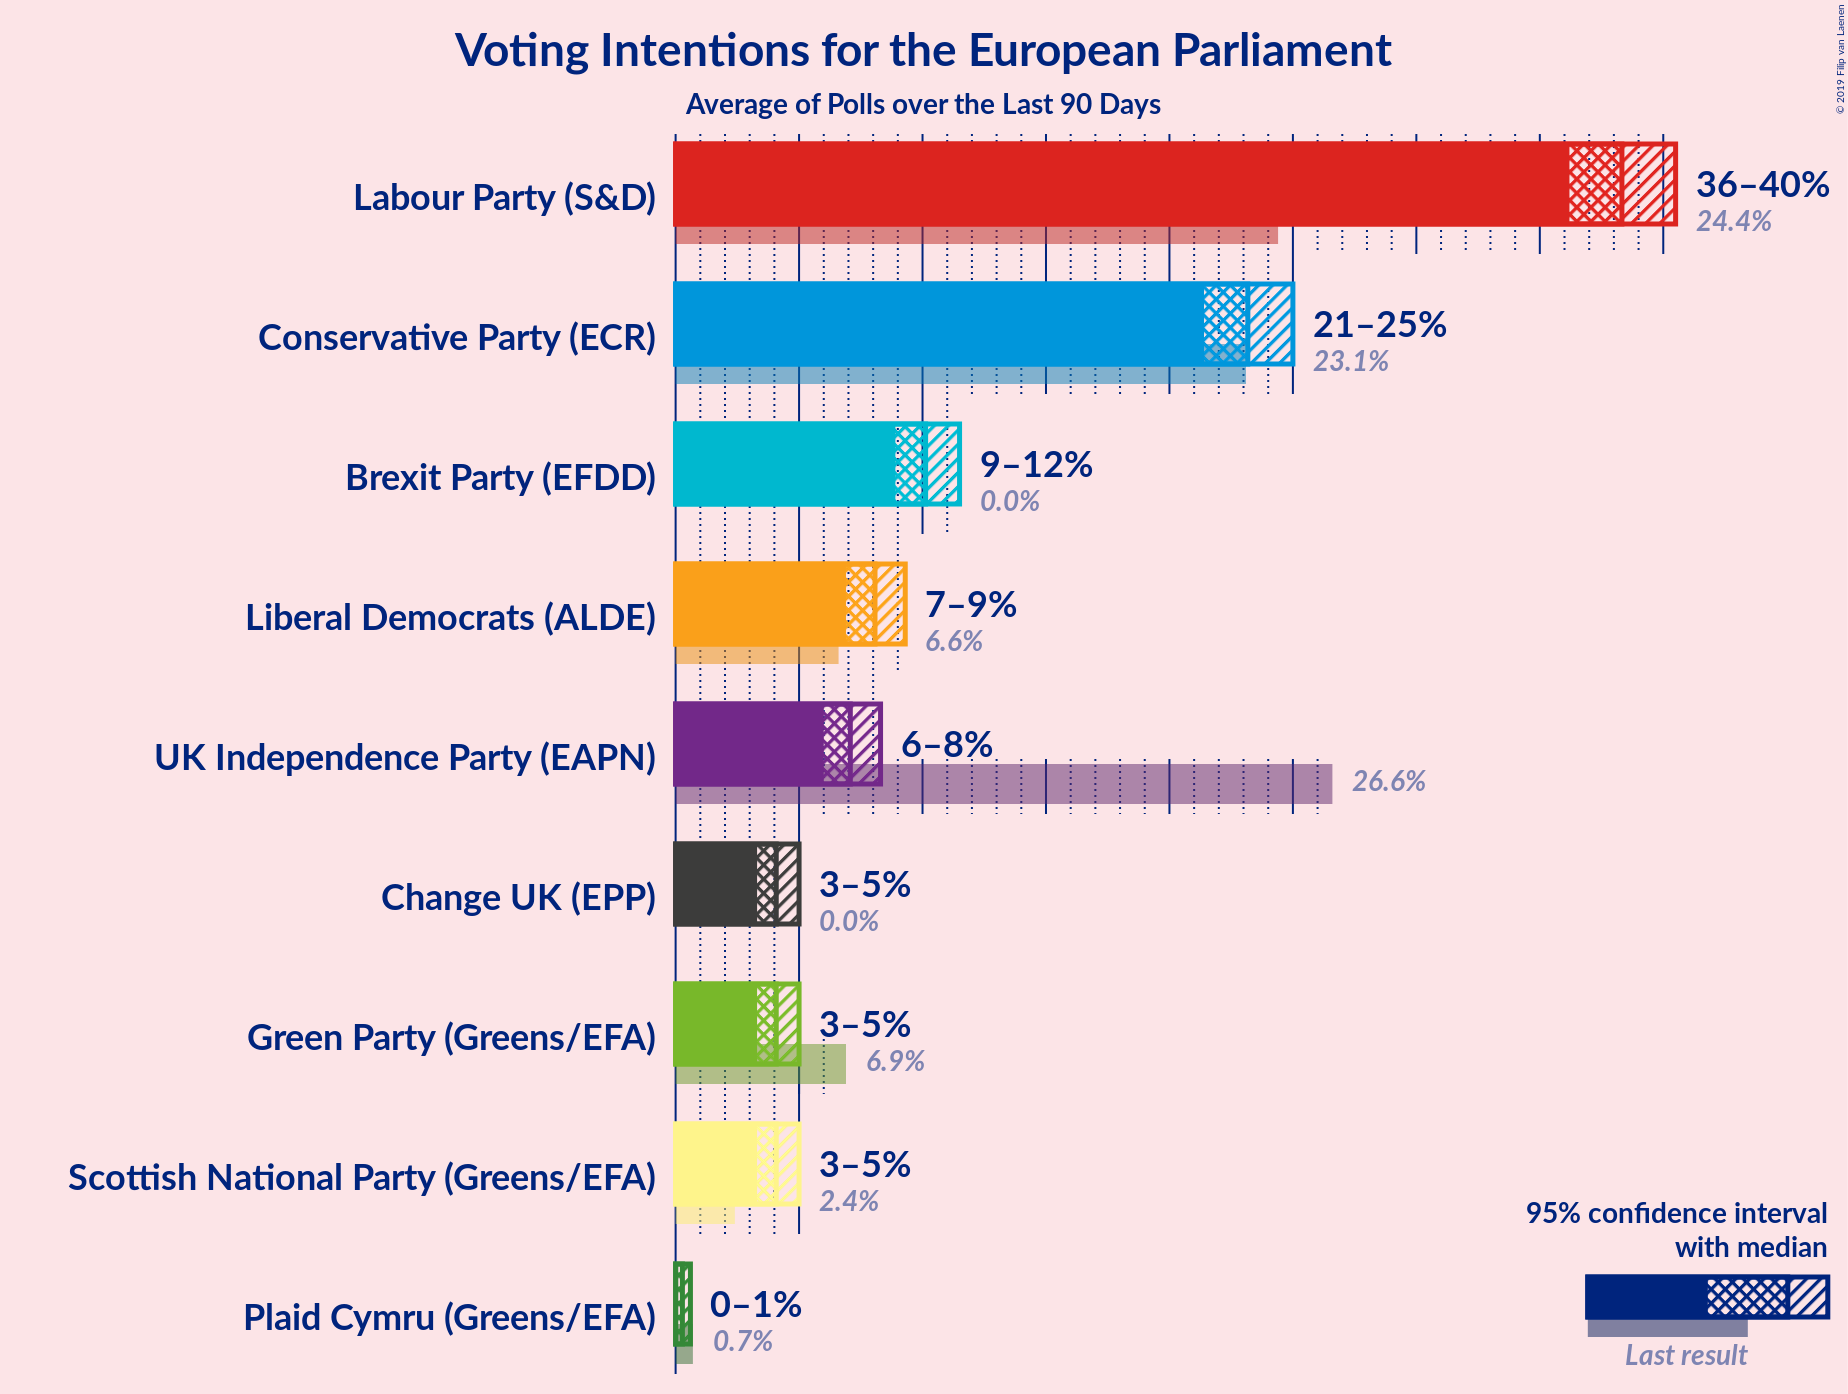 Voting Intentions for the European Parliament
Average of Polls over the Last 90 Days
© 2019 Filip van Laenen
Labour Party (S&D)
36–40%
24.4%
Conservative Party (ECR)
21–25%
23.1%
Brexit Party (EFDD)
9–12%
0.0%
Liberal Democrats (ALDE)
7–9%
6.6%
UK Independence Party (EAPN)
6–8%
26.6%
Change UK (EPP)
3–5%
0.0%
Green Party (Greens/EFA)
3–5%
6.9%
Scottish National Party (Greens/EFA)
3–5%
2.4%
Plaid Cymru (Greens/EFA)
0–1%
0.7%
95% confidence interval
with median
Last result